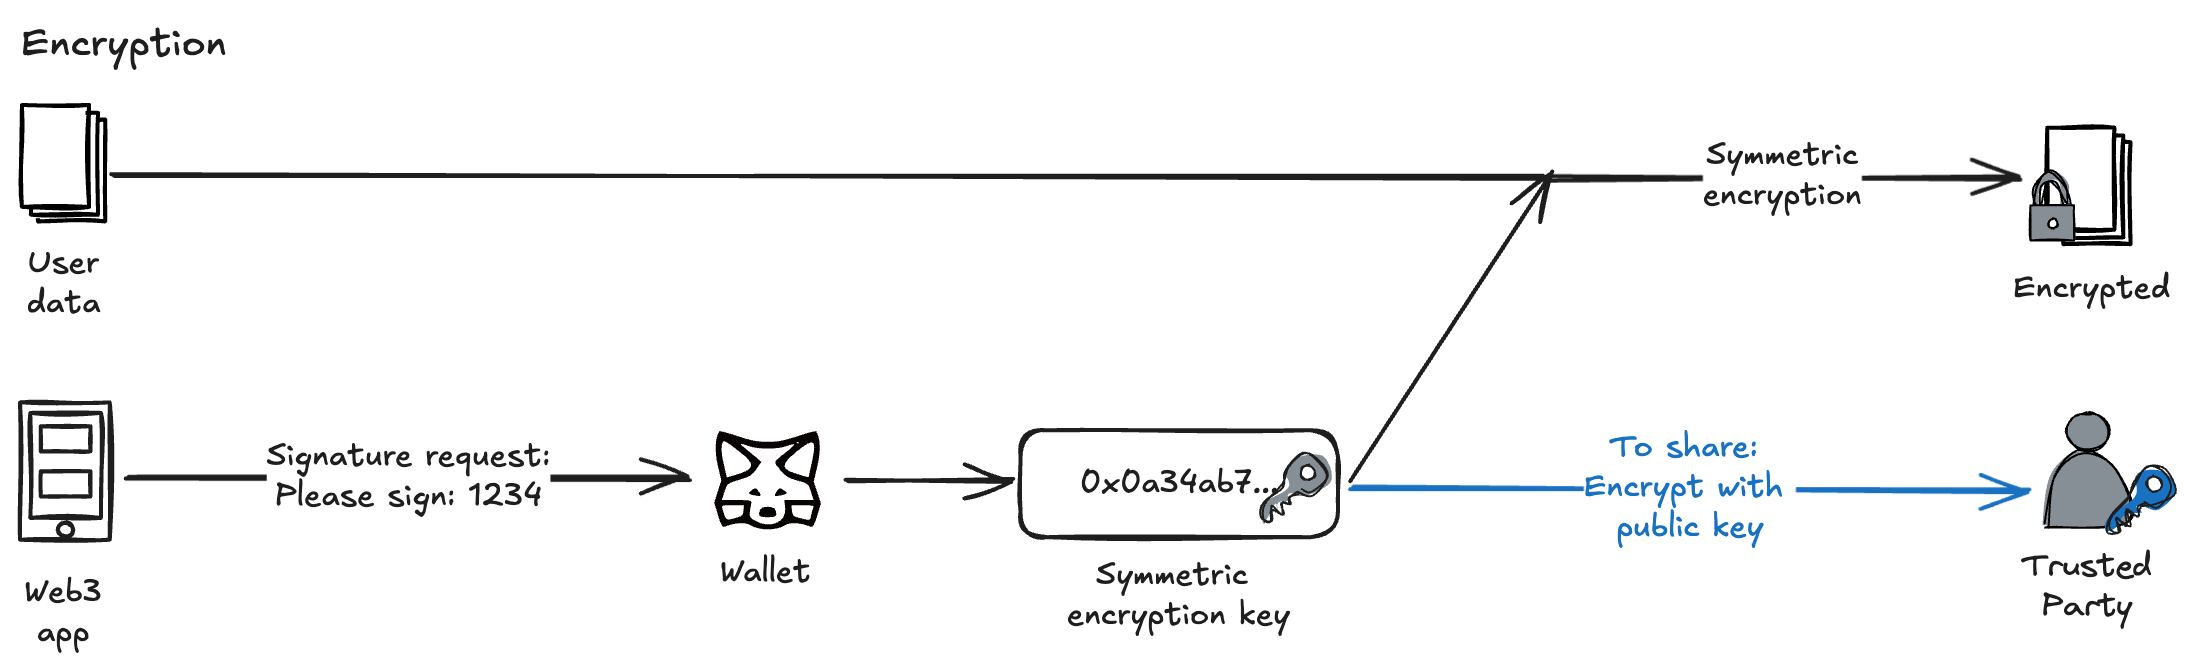 Encryption
Symmetric
encryption
User
data
Encrypted
Signature request:
Please sign: 1234
0x0a34ab7...
To share:
Encrypt with
public key
Web3
app
Wallet
Symmetric
encryption key
Trusted
Party